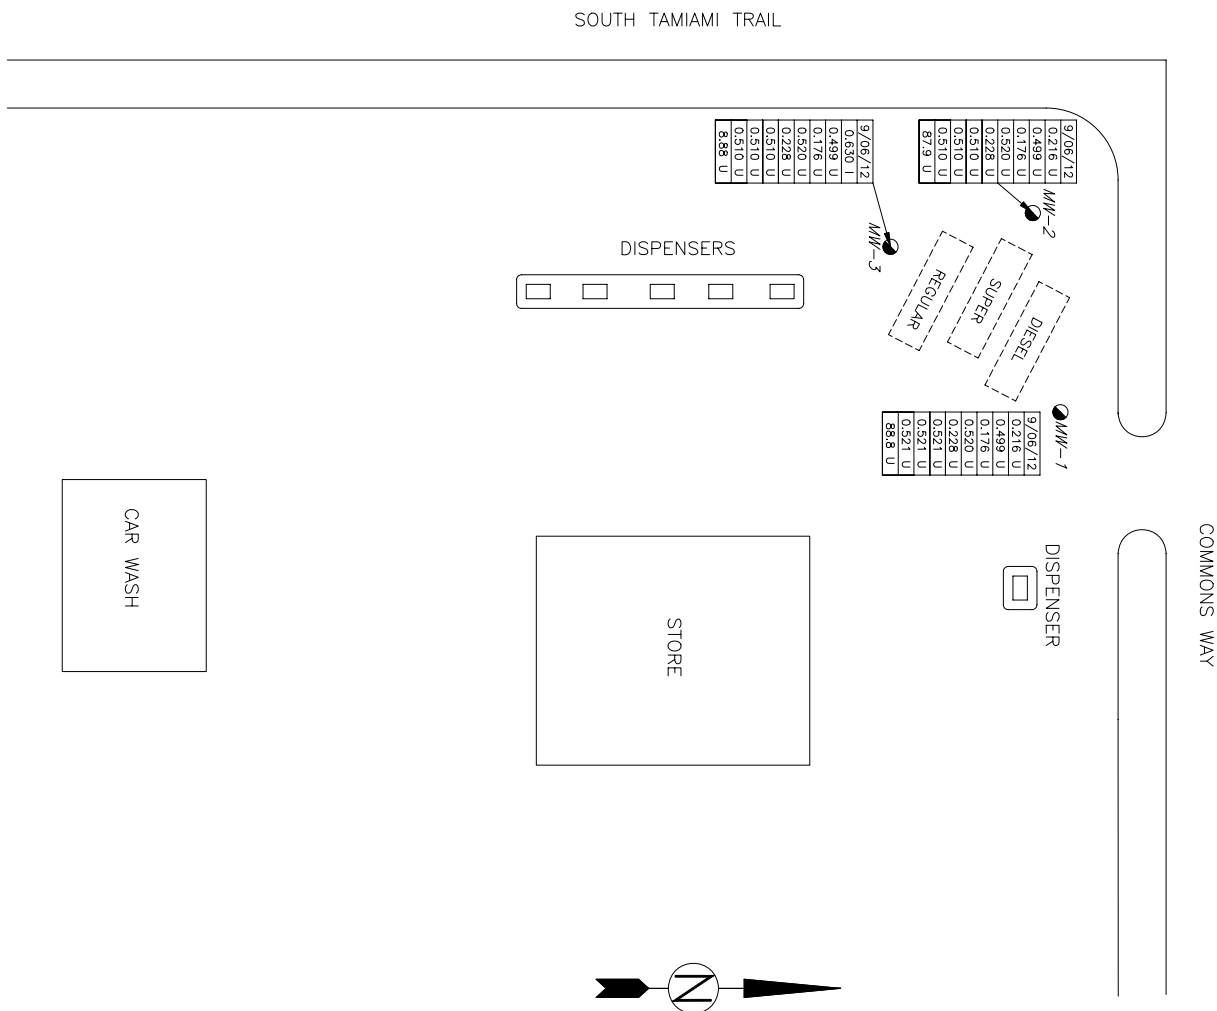 SOUTH TAMIAMI TRAIL
9/06/12
0.630 I
0.499 U
0.176 U
0.520 U
0.228 U
0.510 U
0.510 U
0.510 U
8.88 U
9/06/12
0.216 U
0.499 U
0.176 U
0.520 U
0.228 U
0.510 U
0.510 U
0.510 U
87.9 U
MW-2
MW-3
DISPENSERS
REGULAR
SUPER
DIESEL
MW-1
9/06/12
0.216 U
0.499 U
0.176 U
0.520 U
0.228 U
0.521 U
0.521 U
0.521 U
88.8 U
CAR WASH
STORE
DISPENSER
COMMONS WAY
N